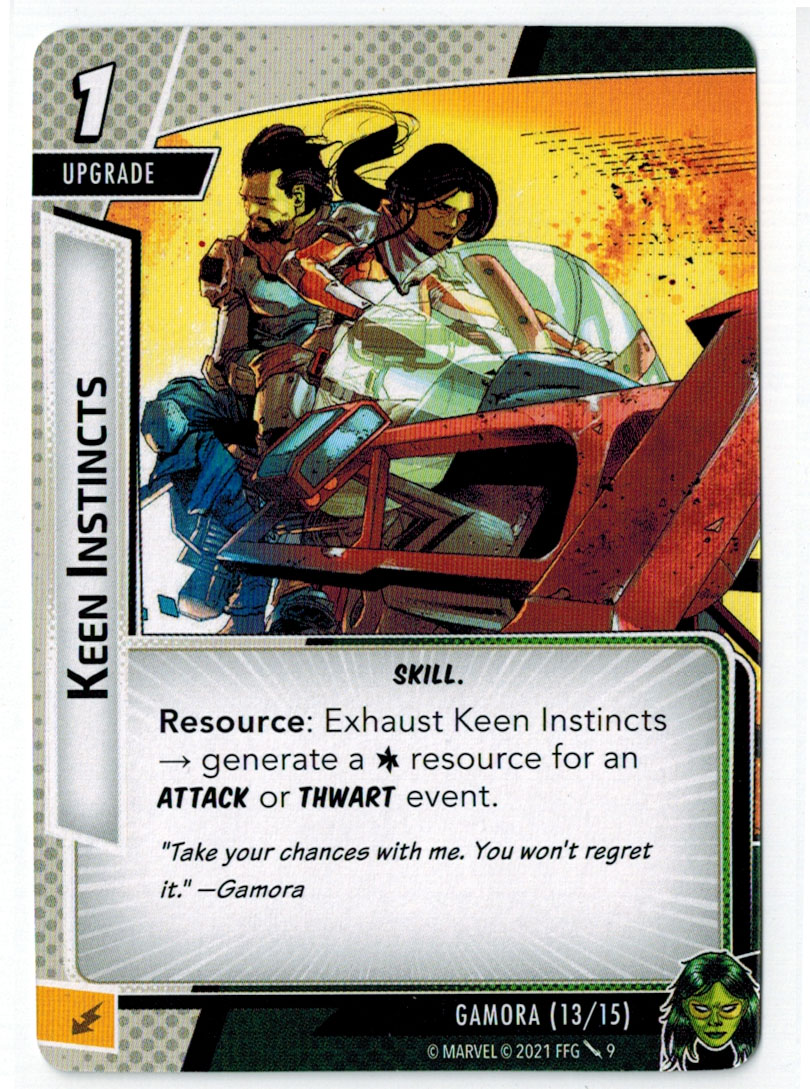 1
UPGRADE
KEEN INSTINCTS
SKILL.
Resource: Exhaust Keen Instincts
→ generate a resource for an
ATTACK or THWART event.
"Take your chances with me. You won't regret
it." —Gamora
GAMORA (13/15)
© MARVEL © 2021 FFG 9